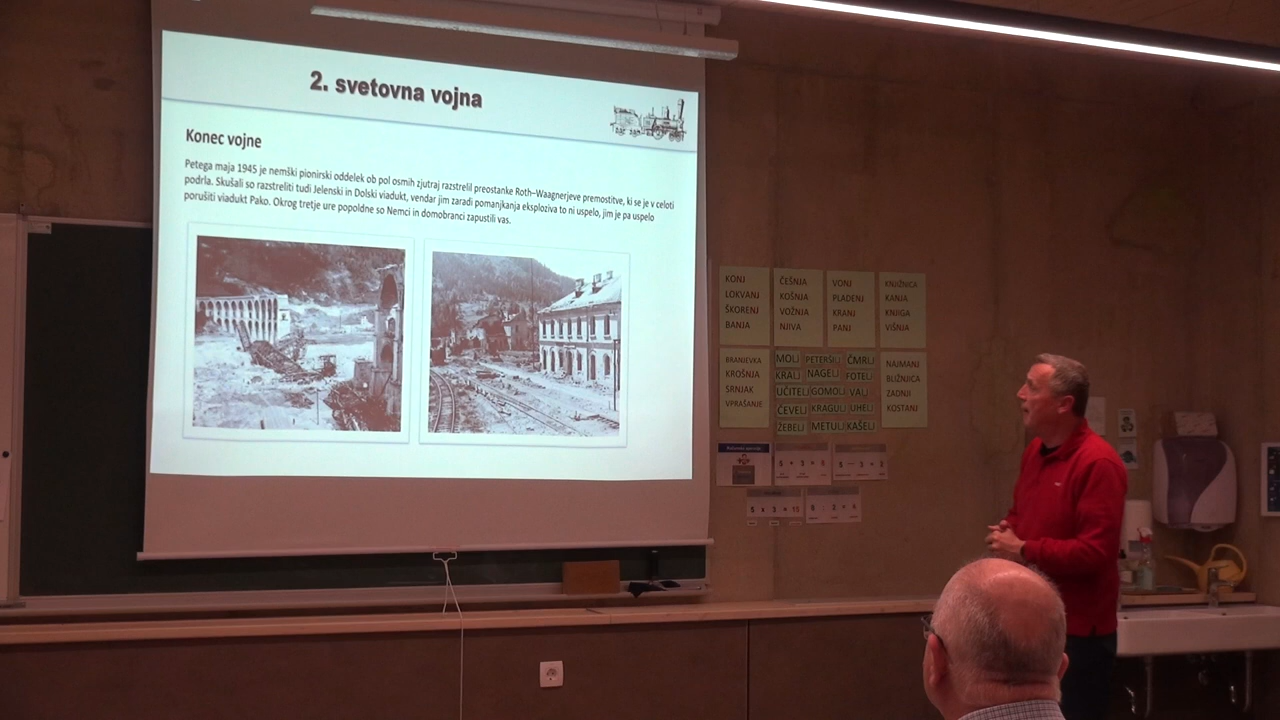 2. svetovna vojna
Konec vojne
Petega maja 1945 je nemški pionirski oddelek ob pol osmih zjutraj razstrelil preostanke Roth–Waagnerjeve premostitve, ki se je v celoti
podrla. Skušali so razstreliti tudi Jelenski in Dolski viadukt, vendar jim zaradi pomanjkanja eksploziva to ni uspelo, jim je pa uspelo
porušiti viadukt Pako. Okrog tretje ure popoldne so Nemci in domobranci zapustili vas.
KONJ
LOKVANJ
ŠKORENJ
BANJA
ČEŠNJA
KOŠNJA
VOŽNJA
NJIVA
VONJ
PLADENJ
KRANJ
PANJ
KNJIŽNICA
KANJA
KNJIGA
VIŠNJA
BRANJEVKA
KROŠNJA
SRNJAK
VPRAŠANJE
MOLJ PETERŠILJ ČMRLJ
KRALJ NAGELJ FOTELJ
UČITELJ GOMOLJ VALJ
ČEVELJ KRAGULJ UHELJ
ŽEBELJ METULJ KAŠELJ
NAJMANJ
BLIŽNJICA
ZADNJI
KOSTANJ